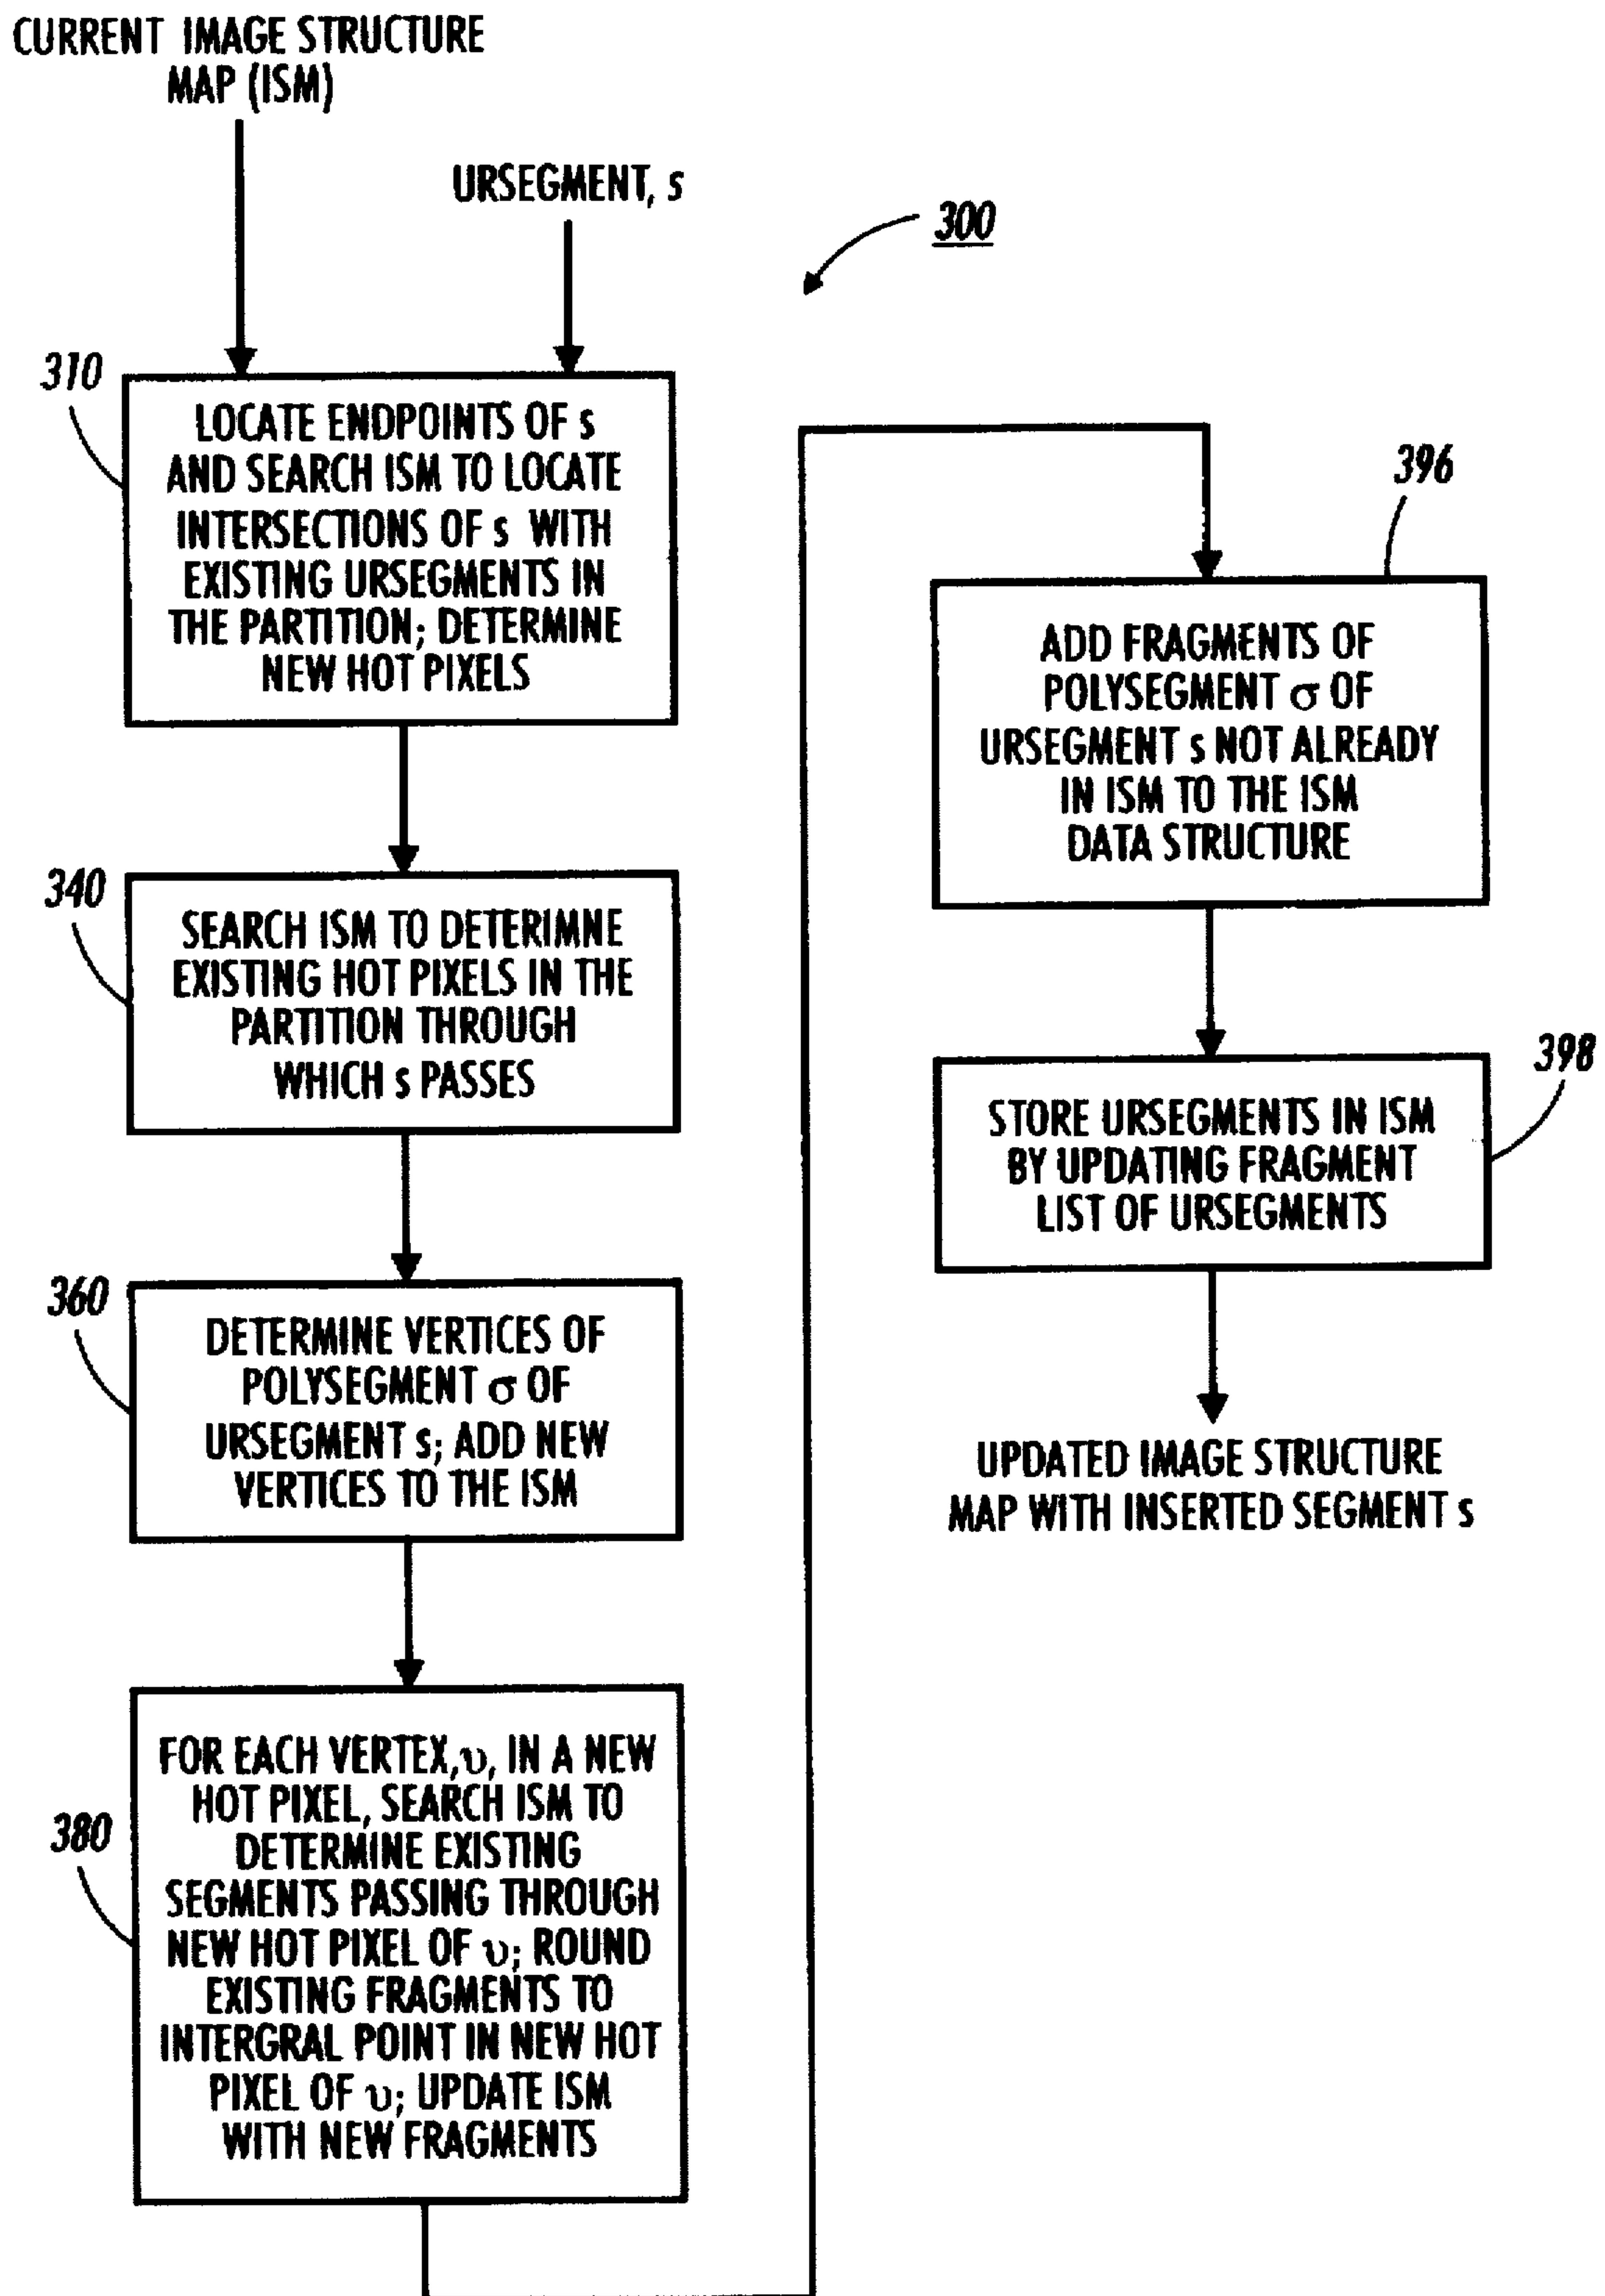 CURRENT IMAGE STRUCTURE
MAP (ISM)
URSEGMENT, s
300
310
LOCATE ENDPOINTS OF s
AND SEARCH ISM TO LOCATE
INTERSECTIONS OF s WITH
EXISTING URSEGMENTS IN
THE PARTITION; DETERMINE
NEW HOT PIXELS
340
SEARCH ISM TO DETERIMNE
EXISTING HOT PIXELS IN THE
PARTITION THROUGH
WHICH s PASSES
360
DETERMINE VERTICES OF
POLYSEGMENT σ OF
URSEGMENT s; ADD NEW
VERTICES TO THE ISM
380
FOR EACH VERTEX, υ, IN A NEW
HOT PIXEL, SEARCH ISM TO
DETERMINE EXISTING
SEGMENTS PASSING THROUGH
NEW HOT PIXEL OF υ; ROUND
EXISTING FRAGMENTS TO
INTERGRAL POINT IN NEW HOT
PIXEL OF υ; UPDATE ISM
WITH NEW FRAGMENTS
396
ADD FRAGMENTS OF
POLYSEGMENT σ OF
URSEGMENT s NOT ALREADY
IN ISM TO THE ISM
DATA STRUCTURE
398
STORE URSEGMENTS IN ISM
BY UPDATING FRAGMENT
LIST OF URSEGMENTS
UPDATED IMAGE STRUCTURE
MAP WITH INSERTED SEGMENT s